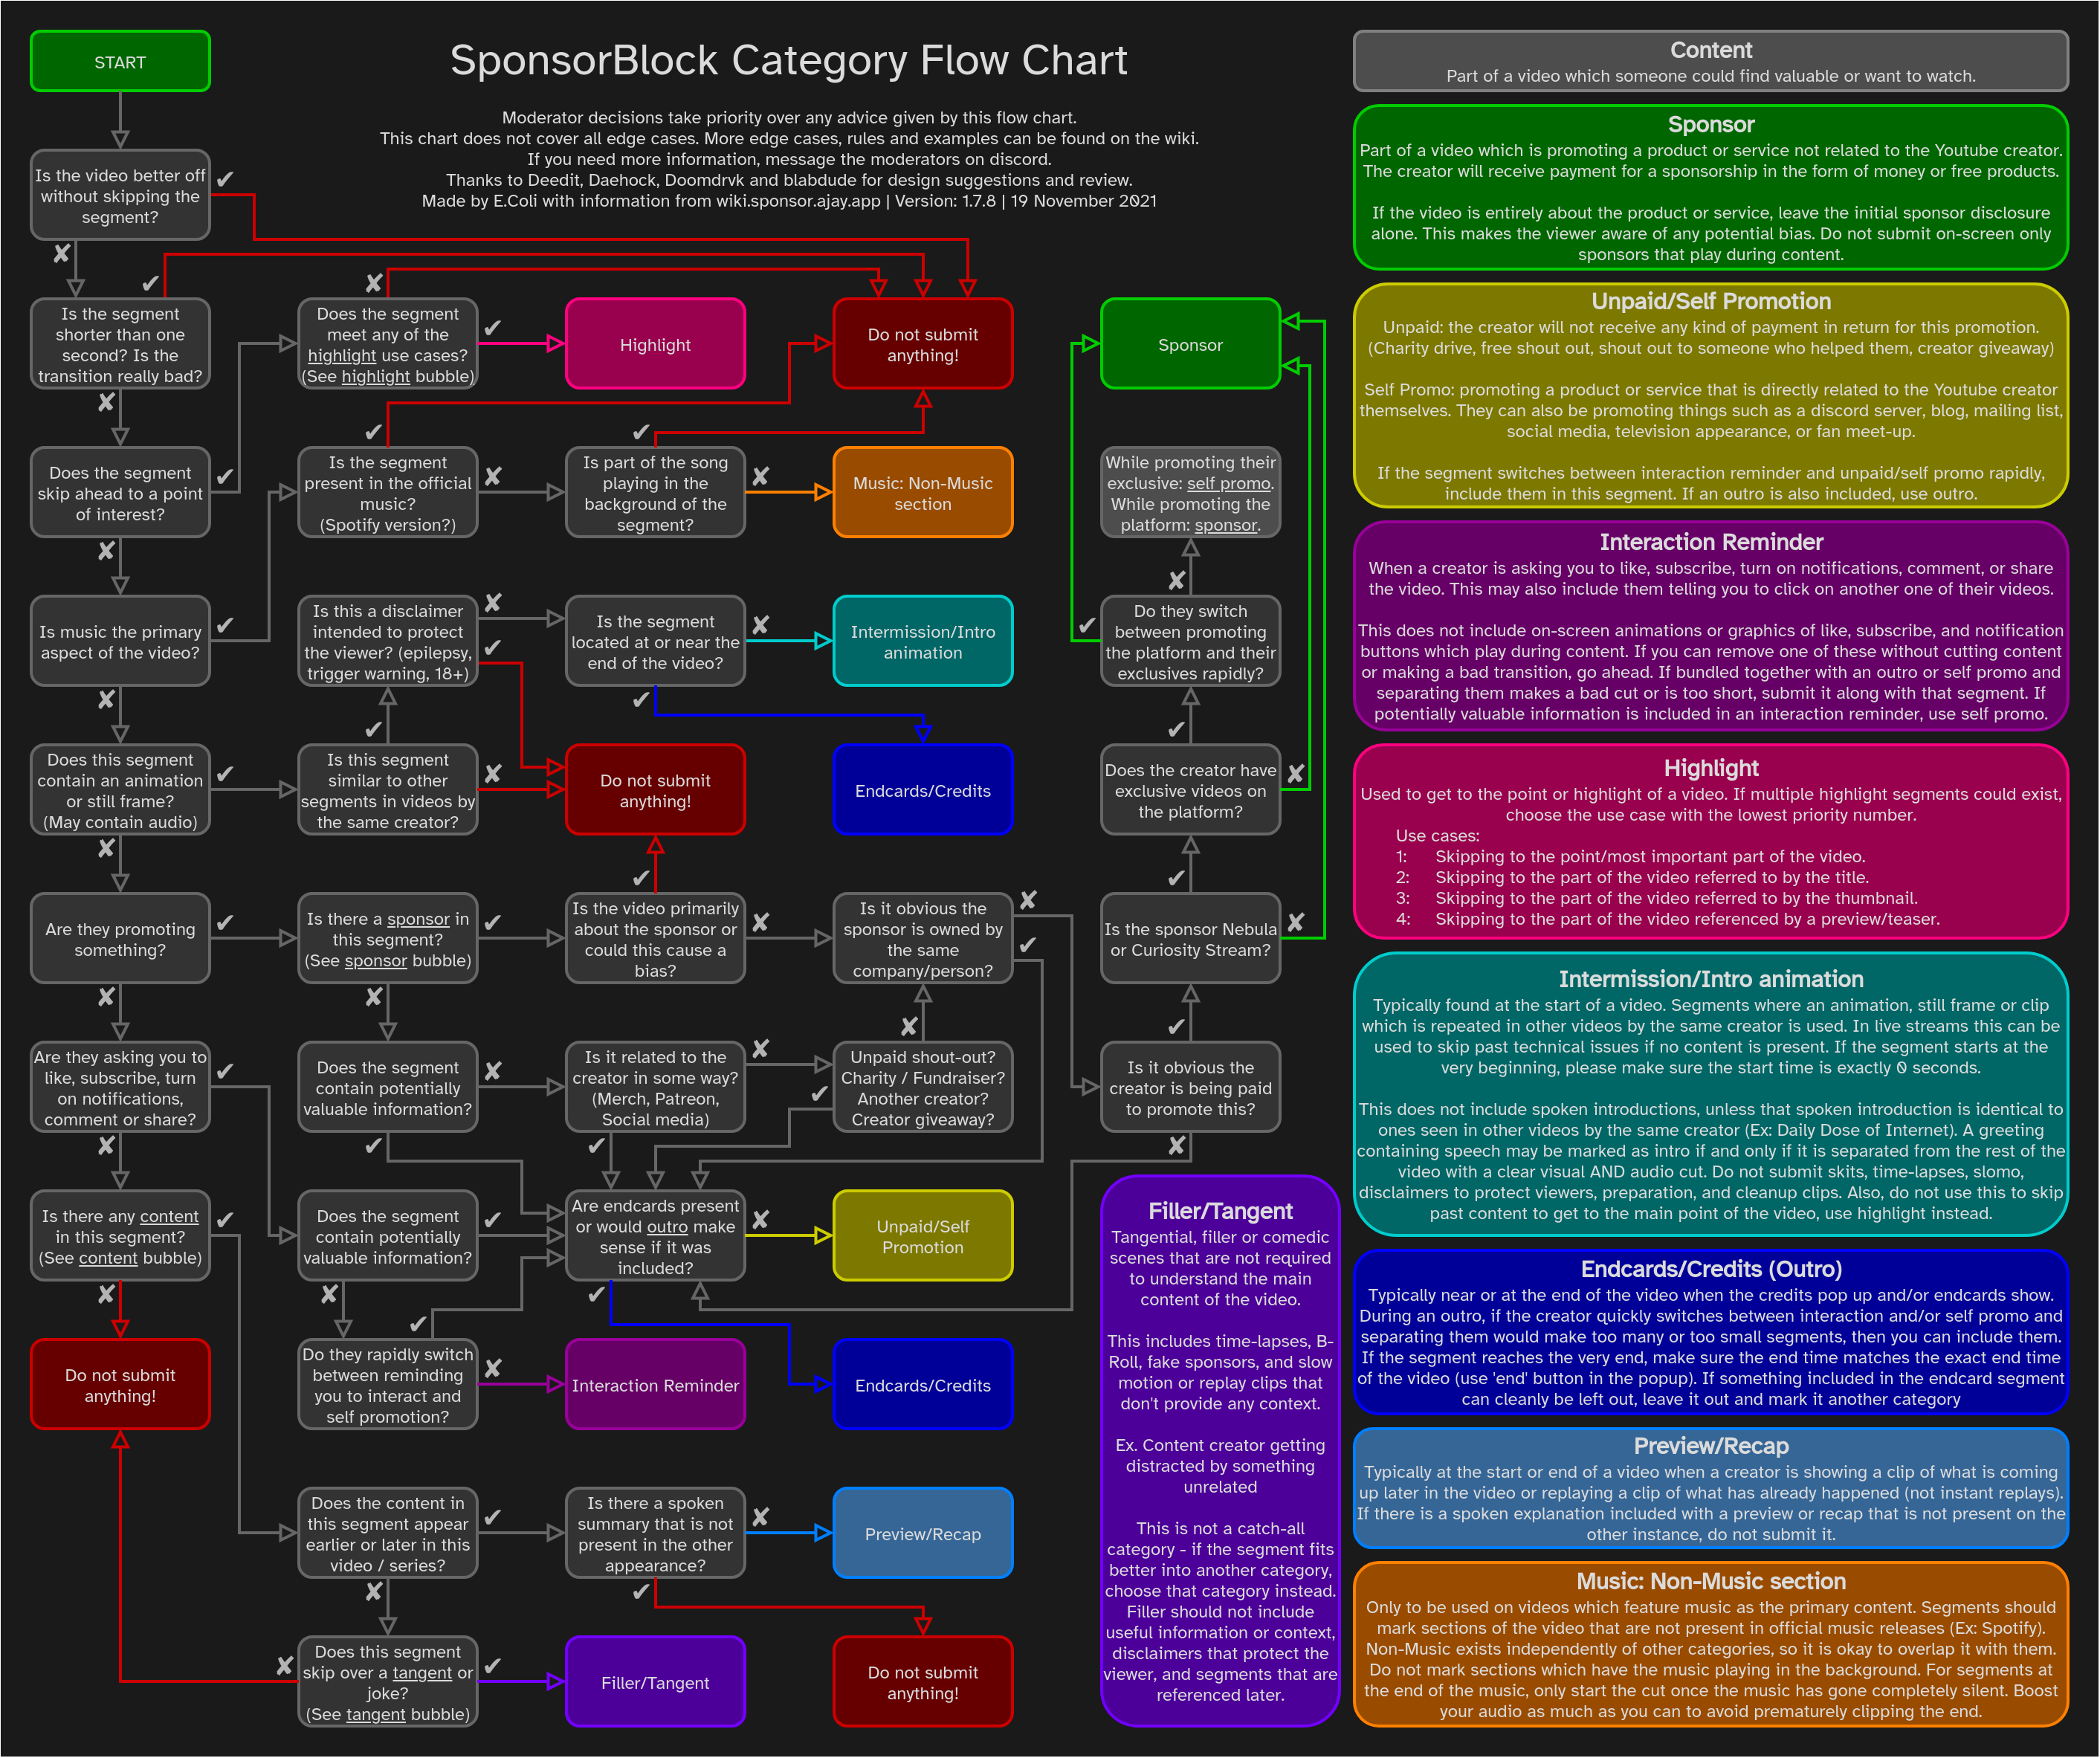 START
SponsorBlock Category Flow Chart
Moderator decisions take priority over any advice given by this flow chart.
This chart does not cover all edge cases. More edge cases, rules and examples can be found on the wiki.
If you need more information, message the moderators on discord.
Thanks to Deedit, Daehock, Doomdrvk and blabdude for design suggestions and review.
Made by E.Coli with information from wiki.sponsor.ajay.app | Version: 1.7.8 | 19 November 2021
Is the video better off
without skipping the
segment?
✔
✘
Is the segment
shorter than one
second? Is the
transition really bad?
✔
✘
Does the segment
meet any of the
highlight use cases?
(See highlight bubble)
✘
✔
Highlight
Do not submit
anything!
Sponsor
Does the segment
skip ahead to a point
of interest?
✔
✘
Is the segment
present in the official
music?
(Spotify version?)
✔
✘
Is part of the song
playing in the
background of the
segment?
✔
✘
Music: Non-Music
section
While promoting their
exclusive: self promo.
While promoting the
platform: sponsor.
Is music the primary
aspect of the video?
✔
✘
Is this a disclaimer
intended to protect
the viewer? (epilepsy,
trigger warning, 18+)
✘
✔
Is the segment
located at or near the
end of the video?
✘
✔
Intermission/Intro
animation
Do they switch
between promoting
the platform and their
exclusives rapidly?
✘
✔
Does this segment
contain an animation
or still frame?
(May contain audio)
✔
✘
Is this segment
similar to other
segments in videos by
the same creator?
✔
✘
Do not submit
anything!
Endcards/Credits
Does the creator have
exclusive videos on
the platform?
✔
✘
Are they promoting
something?
✔
✘
Is there a sponsor in
this segment?
(See sponsor bubble)
✔
✘
Is the video primarily
about the sponsor or
could this cause a
bias?
✔
✘
Is it obvious the
sponsor is owned by
the same
company/person?
✘
✔
Is the sponsor Nebula
or Curiosity Stream?
✔
✘
Are they asking you to
like, subscribe, turn
on notifications,
comment or share?
✔
✘
Does the segment
contain potentially
valuable information?
✘
✔
Is it related to the
creator in some way?
(Merch, Patreon,
Social media)
✘
✔
Unpaid shout-out?
Charity / Fundraiser?
Another creator?
Creator giveaway?
✘
✔
Is it obvious the
creator is being paid
to promote this?
✔
✘
Is there any content
in this segment?
(See content bubble)
✔
✘
Does the segment
contain potentially
valuable information?
✔
✘
Are endcards present
or would outro make
sense if it was
included?
✘
✔
Unpaid/Self
Promotion
Do not submit
anything!
Do they rapidly switch
between reminding
you to interact and
self promotion?
✔
✘
Interaction Reminder
Endcards/Credits
Does the content in
this segment appear
earlier or later in this
video / series?
✔
✘
Is there a spoken
summary that is not
present in the other
appearance?
✘
✔
Preview/Recap
Does this segment
skip over a tangent or
joke?
(See tangent bubble)
✘
✔
Filler/Tangent
Do not submit
anything!
Filler/Tangent
Tangential, filler or comedic
scenes that are not required
to understand the main
content of the video.
This includes time-lapses, B-
Roll, fake sponsors, and slow
motion or replay clips that
don't provide any context.
Ex. Content creator getting
distracted by something
unrelated
This is not a catch-all
category - if the segment fits
better into another category,
choose that category instead.
Filler should not include
useful information or context,
disclaimers that protect the
viewer, and segments that are
referenced later.
Content
Part of a video which someone could find valuable or want to watch.
Sponsor
Part of a video which is promoting a product or service not related to the Youtube creator.
The creator will receive payment for a sponsorship in the form of money or free products.
If the video is entirely about the product or service, leave the initial sponsor disclosure
alone. This makes the viewer aware of any potential bias. Do not submit on-screen only
sponsors that play during content.
Unpaid/Self Promotion
Unpaid: the creator will not receive any kind of payment in return for this promotion.
(Charity drive, free shout out, shout out to someone who helped them, creator giveaway)
Self Promo: promoting a product or service that is directly related to the Youtube creator
themselves. They can also be promoting things such as a discord server, blog, mailing list,
social media, television appearance, or fan meet-up.
If the segment switches between interaction reminder and unpaid/self promo rapidly,
include them in this segment. If an outro is also included, use outro.
Interaction Reminder
When a creator is asking you to like, subscribe, turn on notifications, comment, or share
the video. This may also include them telling you to click on another one of their videos.
This does not include on-screen animations or graphics of like, subscribe, and notification
buttons which play during content. If you can remove one of these without cutting content
or making a bad transition, go ahead. If bundled together with an outro or self promo and
separating them makes a bad cut or is too short, submit it along with that segment. If
potentially valuable information is included in an interaction reminder, use self promo.
Highlight
Used to get to the point or highlight of a video. If multiple highlight segments could exist,
choose the use case with the lowest priority number.
Use cases:
1: Skipping to the point/most important part of the video.
2: Skipping to the part of the video referred to by the title.
3: Skipping to the part of the video referred to by the thumbnail.
4: Skipping to the part of the video referenced by a preview/teaser.
Intermission/Intro animation
Typically found at the start of a video. Segments where an animation, still frame or clip
which is repeated in other videos by the same creator is used. In live streams this can be
used to skip past technical issues if no content is present. If the segment starts at the
very beginning, please make sure the start time is exactly 0 seconds.
This does not include spoken introductions, unless that spoken introduction is identical to
ones seen in other videos by the same creator (Ex: Daily Dose of Internet). A greeting
containing speech may be marked as intro if and only if it is separated from the rest of the
video with a clear visual AND audio cut. Do not submit skits, time-lapses, slomo,
disclaimers to protect viewers, preparation, and cleanup clips. Also, do not use this to skip
past content to get to the main point of the video, use highlight instead.
Endcards/Credits (Outro)
Typically near or at the end of the video when the credits pop up and/or endcards show.
During an outro, if the creator quickly switches between interaction and/or self promo and
separating them would make too many or too small segments, then you can include them.
If the segment reaches the very end, make sure the end time matches the exact end time
of the video (use 'end' button in the popup). If something included in the endcard segment
can cleanly be left out, leave it out and mark it another category
Preview/Recap
Typically at the start or end of a video when a creator is showing a clip of what is coming
up later in the video or replaying a clip of what has already happened (not instant replays).
If there is a spoken explanation included with a preview or recap that is not present on the
other instance, do not submit it.
Music: Non-Music section
Only to be used on videos which feature music as the primary content. Segments should
mark sections of the video that are not present in official music releases (Ex: Spotify).
Non-Music exists independently of other categories, so it is okay to overlap it with them.
Do not mark sections which have the music playing in the background. For segments at
the end of the music, only start the cut once the music has gone completely silent. Boost
your audio as much as you can to avoid prematurely clipping the end.